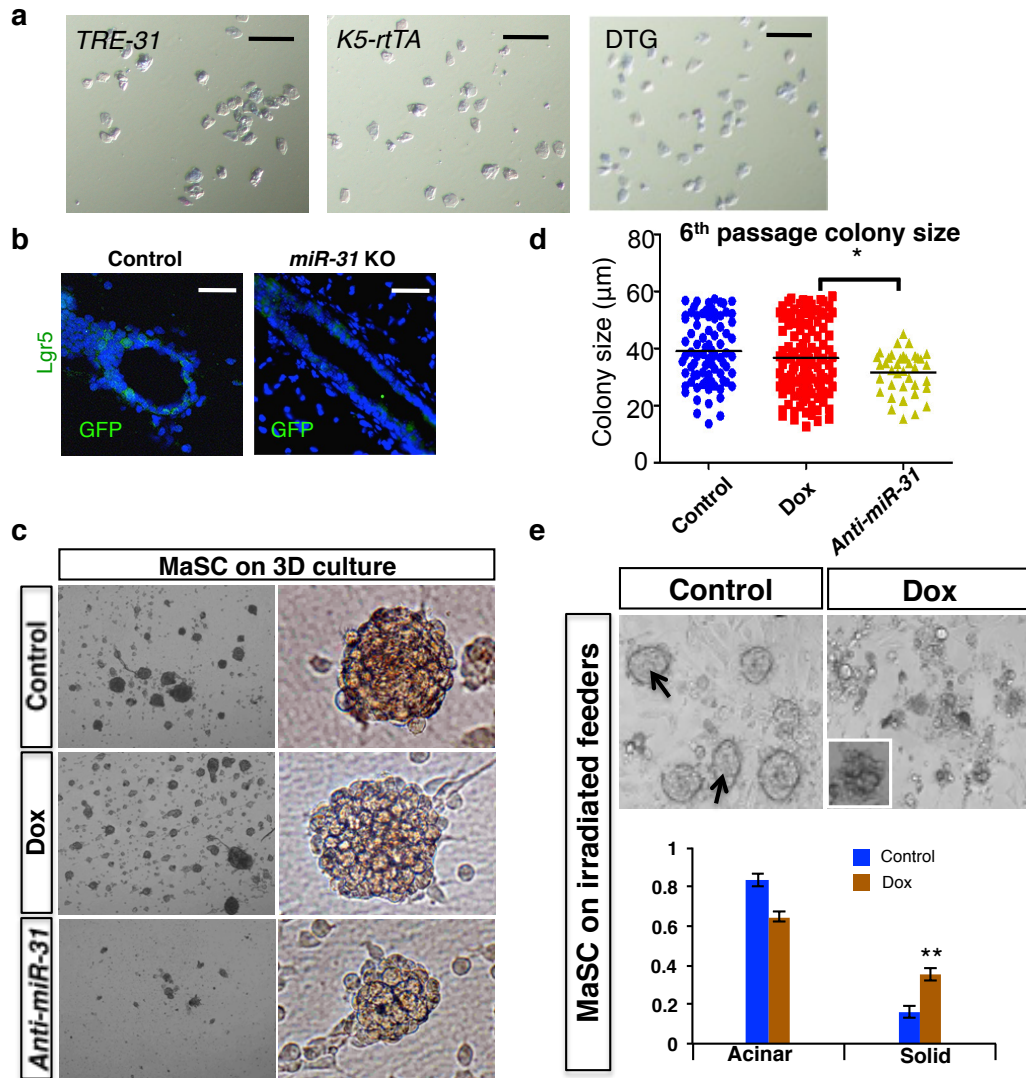 a
TRE-31
K5-rtTA
DTG
b
Control
miR-31 KO
Lgr5
GFP
GFP
c
MaSC on 3D culture
Control
Dox
Anti-miR-31
d
6th passage colony size
*
Colony size (µm)
80
60
40
20
0
Control
Dox
Anti-miR-31
e
Control
Dox
MaSC on irradiated feeders
1
0.8
0.6
0.4
0.2
0
Control
Dox
**
Acinar
Solid